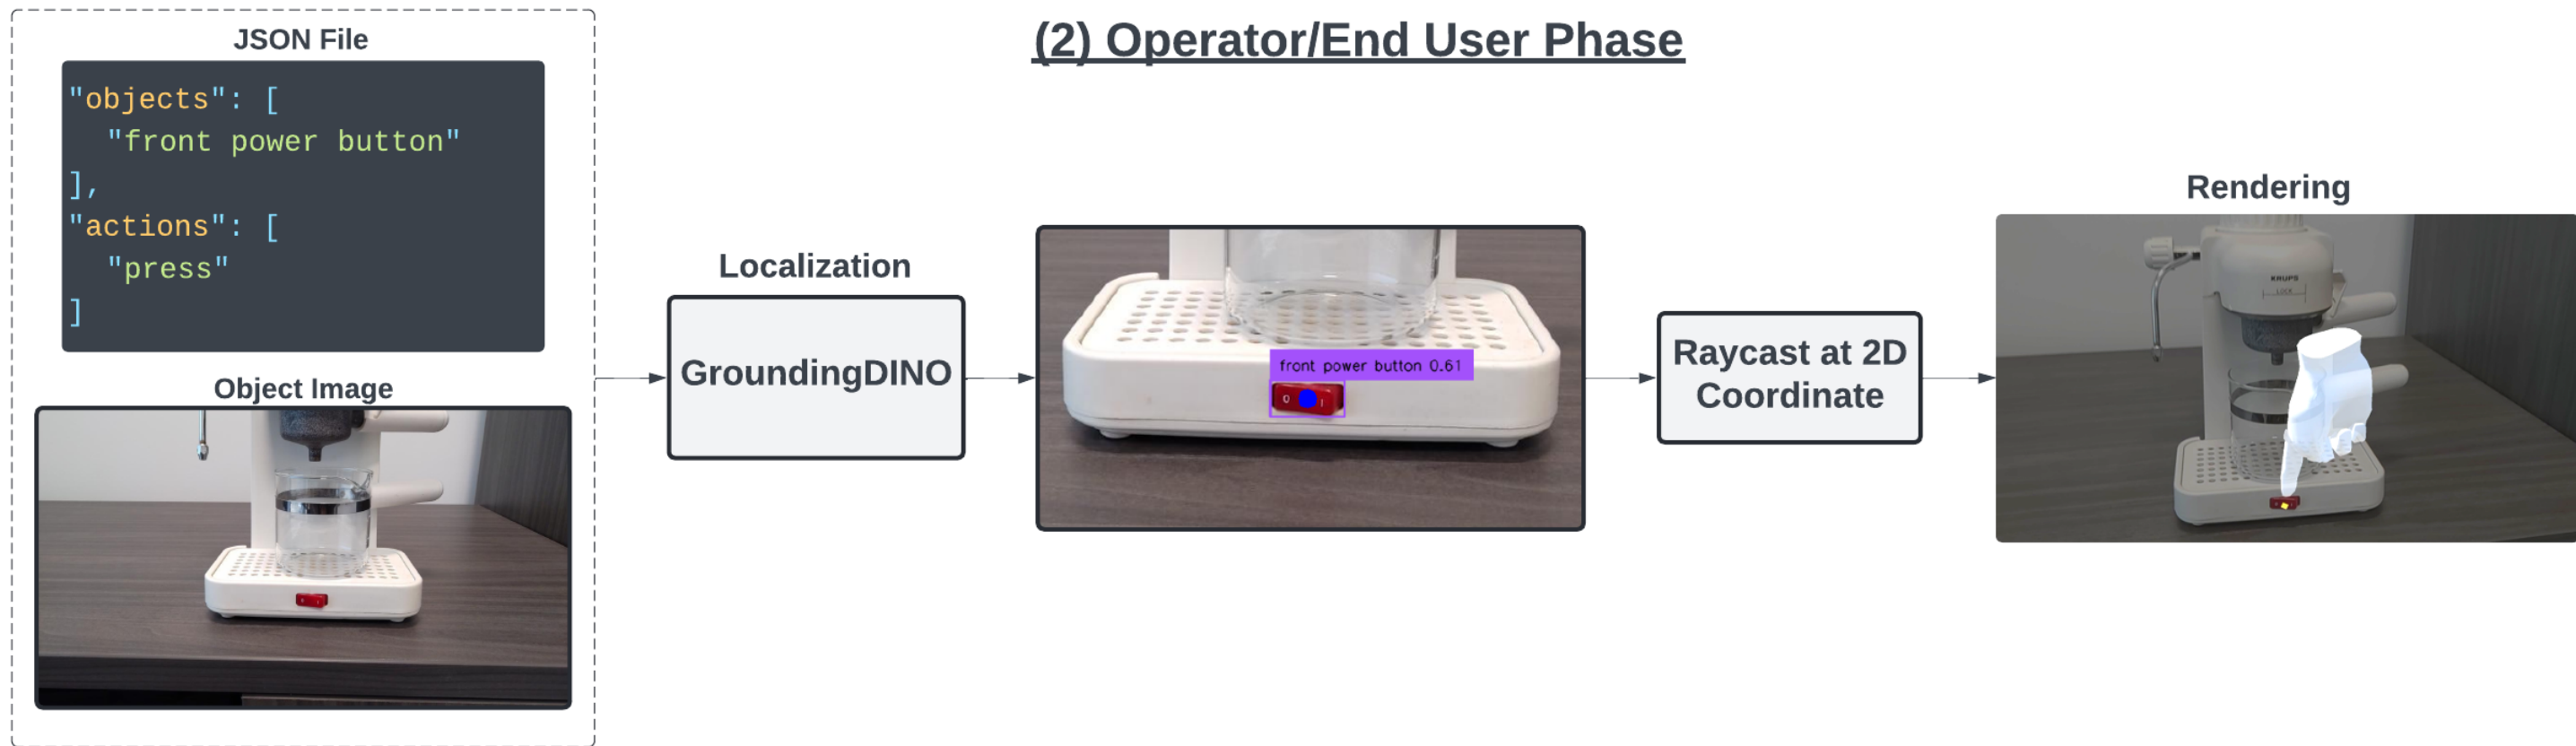 (2) Operator/End User Phase
JSON File
"objects": [
"front power button"
],
"actions": [
"press"
]
Object Image
Localization
GroundingDINO
front power button 0.61
O I
Raycast at 2D
Coordinate
Rendering
KRUPS
LOCK